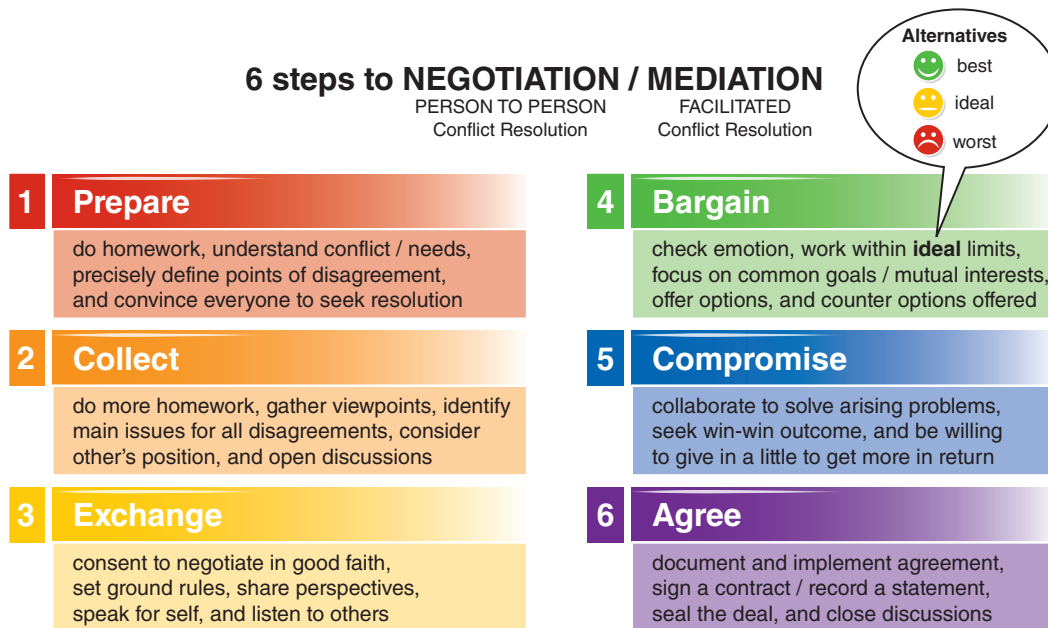 Alternatives
best
ideal
worst
6 steps to NEGOTIATION / MEDIATION
PERSON TO PERSON FACILITATED
Conflict Resolution Conflict Resolution
1 Prepare
do homework, understand conflict / needs,
precisely define points of disagreement,
and convince everyone to seek resolution
2 Collect
do more homework, gather viewpoints, identify
main issues for all disagreements, consider
other's position, and open discussions
3 Exchange
consent to negotiate in good faith,
set ground rules, share perspectives,
speak for self, and listen to others
4 Bargain
check emotion, work within ideal limits,
focus on common goals / mutual interests,
offer options, and counter options offered
5 Compromise
collaborate to solve arising problems,
seek win-win outcome, and be willing
to give in a little to get more in return
6 Agree
document and implement agreement,
sign a contract / record a statement,
seal the deal, and close discussions